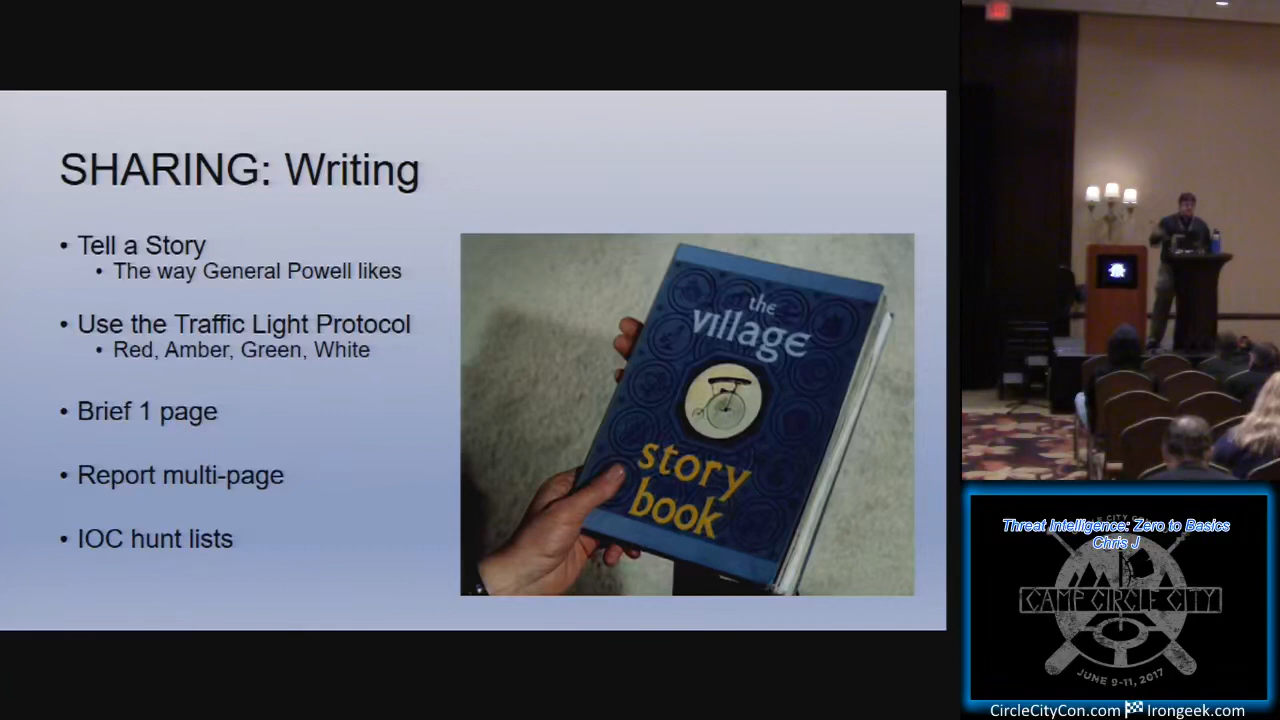 SHARING: Writing
• Tell a Story
• The way General Powell likes
• Use the Traffic Light Protocol
• Red, Amber, Green, White
• Brief 1 page
• Report multi-page
• IOC hunt lists
the
village
story
book
Threat Intelligence: Zero to Basics
Chris J
CAMP CIRCLE CITY
JUNE 9-11, 2017
CircleCityCon.com Irongeek.com